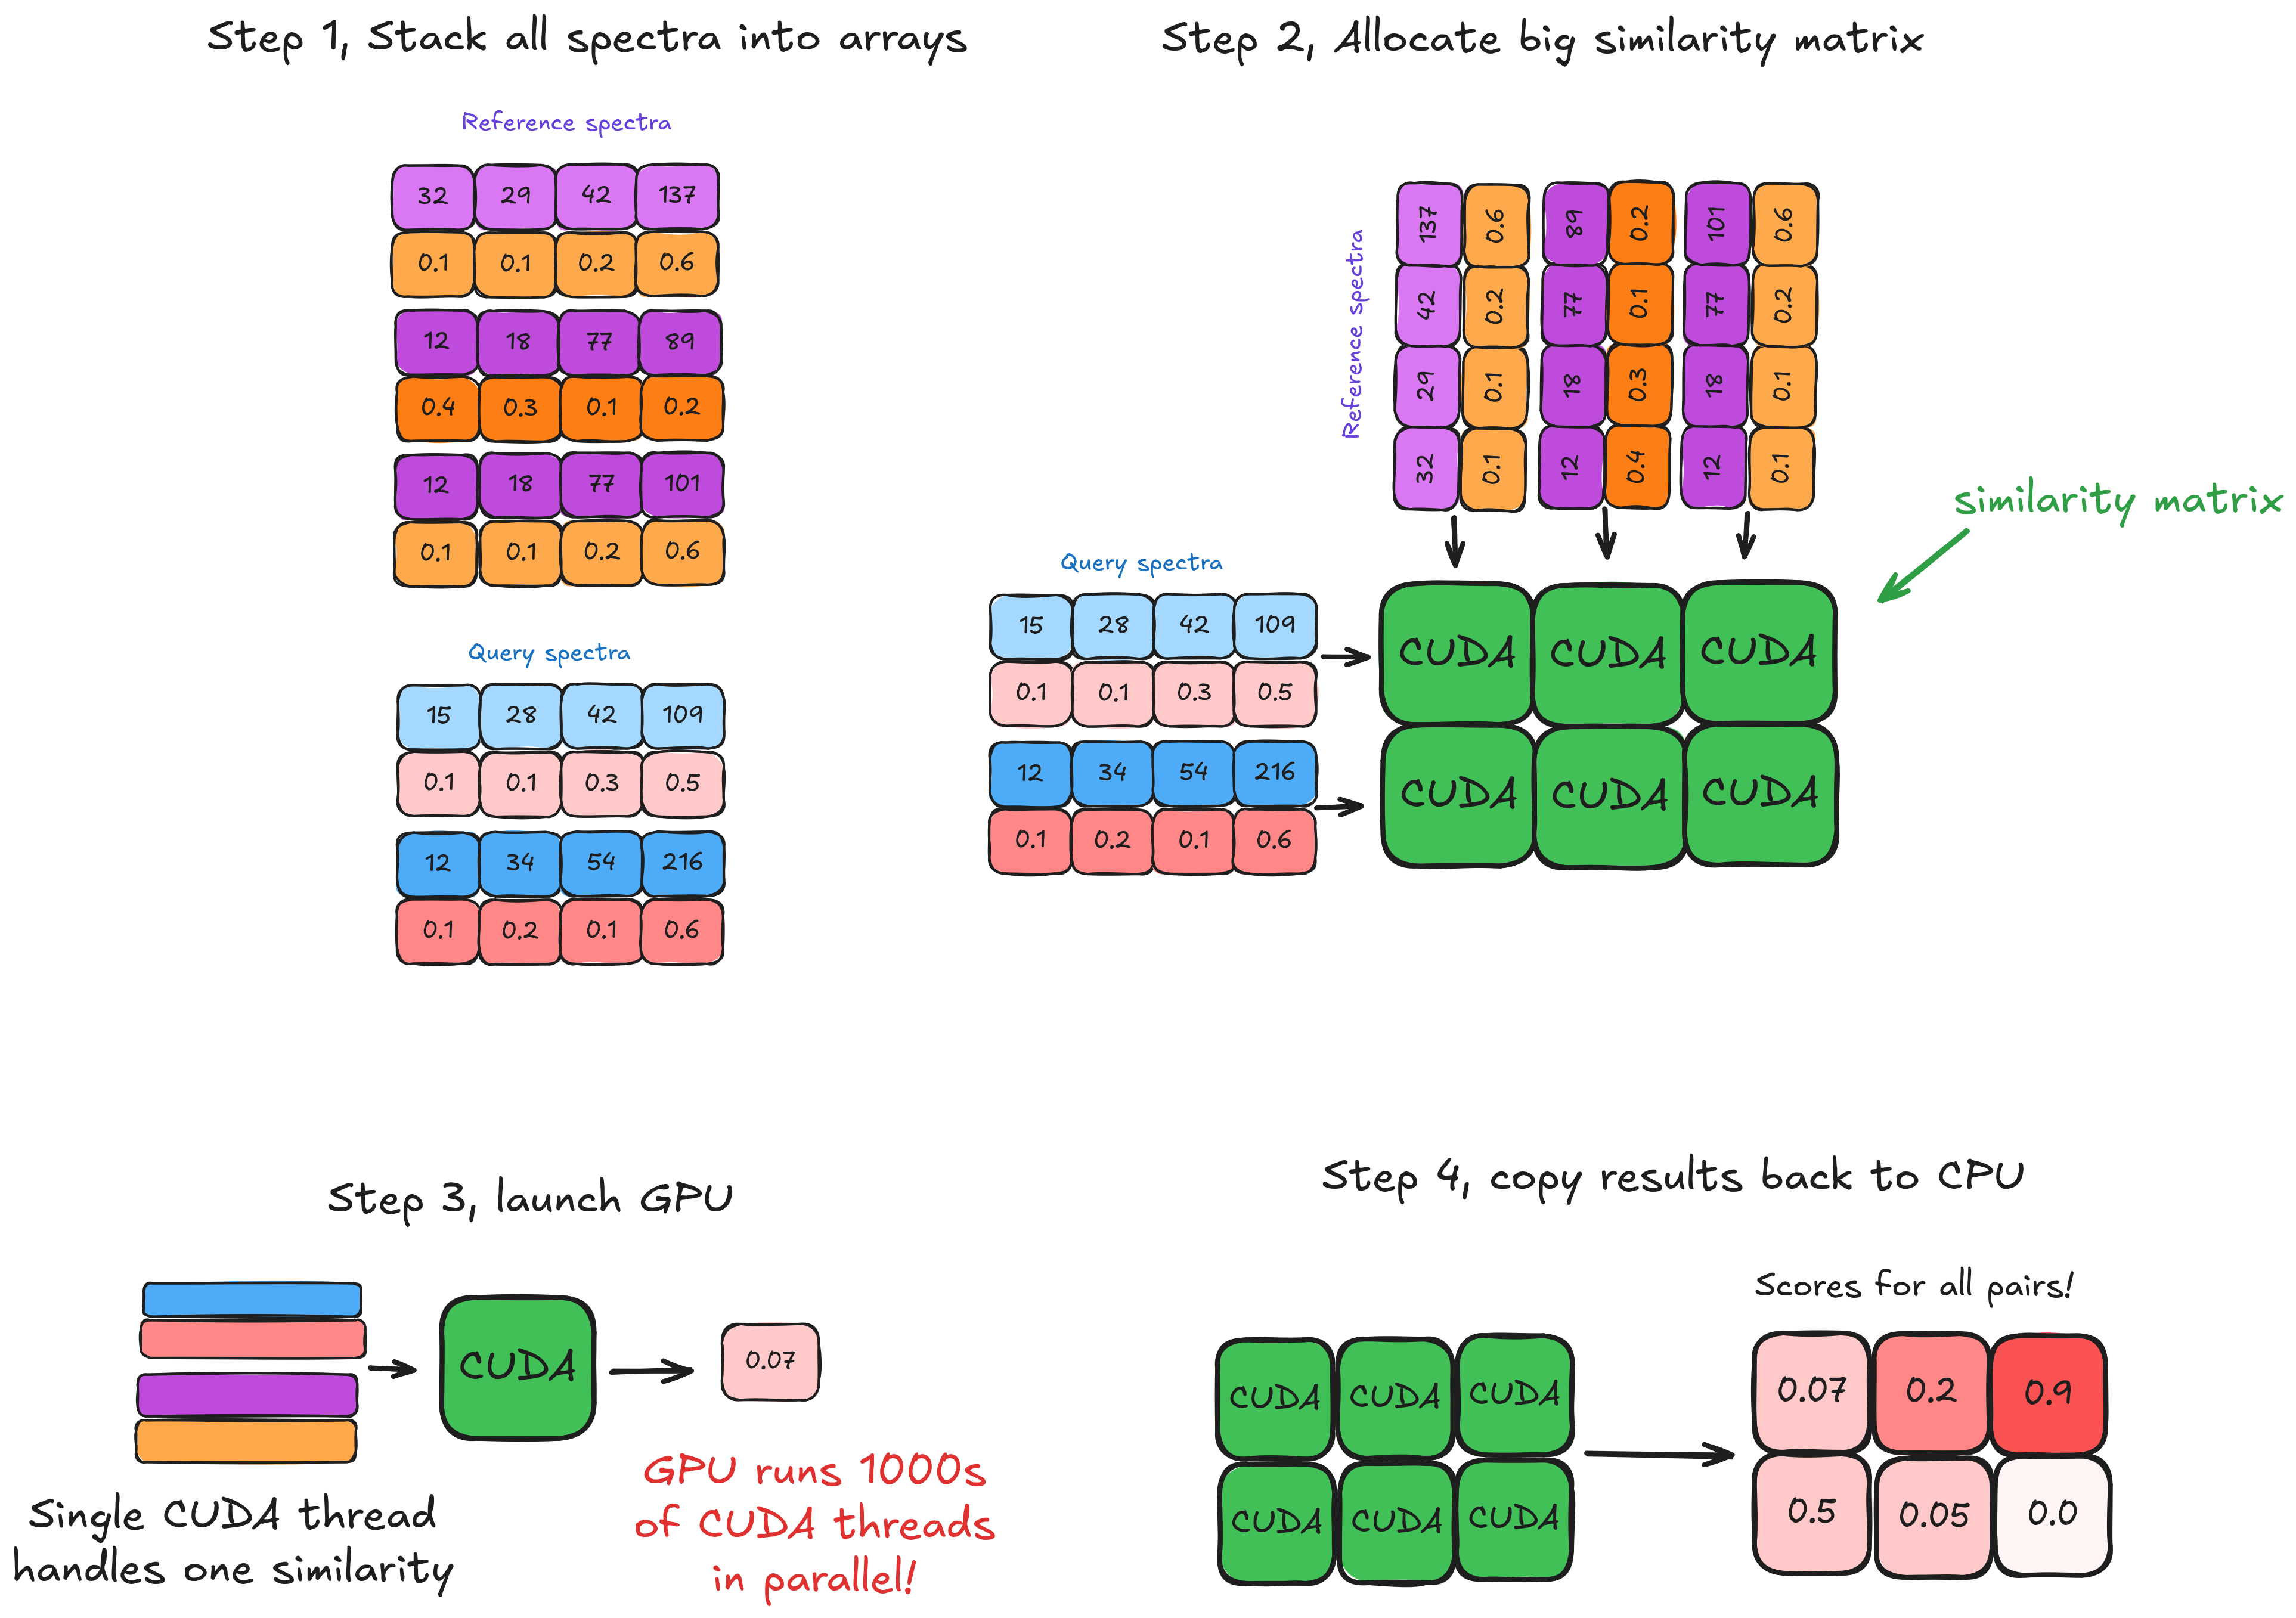 Step 1, Stack all spectra into arrays
Reference spectra
32 29 42 137
0.1 0.1 0.2 0.6
12 18 77 89
0.4 0.3 0.1 0.2
12 18 77 101
0.1 0.1 0.2 0.6
Query spectra
15 28 42 109
0.1 0.1 0.3 0.5
12 34 54 216
0.1 0.2 0.1 0.6
Step 2, Allocate big similarity matrix
Reference spectra
32 29 42 137
0.1 0.1 0.2 0.6
12 18 77 89
0.4 0.3 0.1 0.2
12 18 77 101
0.1 0.1 0.2 0.6
similarity matrix
Query spectra
15 28 42 109
0.1 0.1 0.3 0.5
12 34 54 216
0.1 0.2 0.1 0.6
CUDA CUDA CUDA
CUDA CUDA CUDA
Step 3, launch GPU
CUDA
0.07
Single CUDA thread
handles one similarity
GPU runs 1000s
of CUDA threads
in parallel!
Step 4, copy results back to CPU
Scores for all pairs!
CUDA CUDA CUDA
CUDA CUDA CUDA
0.07 0.2 0.9
0.5 0.05 0.0